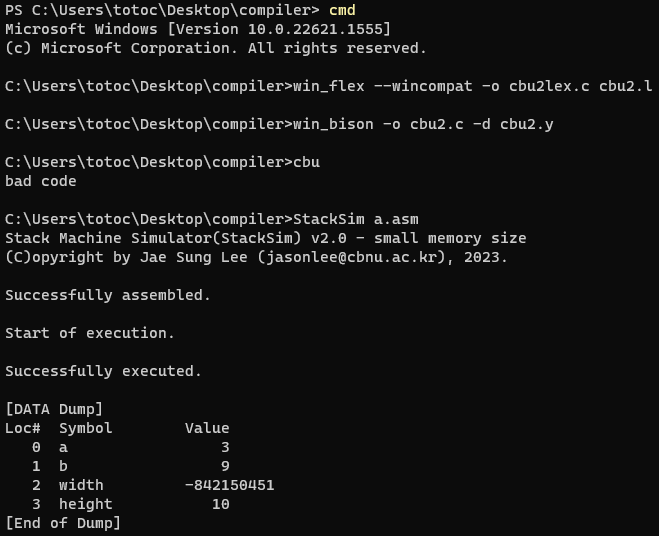 PS C:\Users\totoc\Desktop\compiler> cmd
Microsoft Windows [Version 10.0.22621.1555]
(c) Microsoft Corporation. All rights reserved.
C:\Users\totoc\Desktop\compiler>win_flex --wincompat -o cbu2lex.c cbu2.l
C:\Users\totoc\Desktop\compiler>win_bison -o cbu2.c -d cbu2.y
C:\Users\totoc\Desktop\compiler>cbu
bad code
C:\Users\totoc\Desktop\compiler>StackSim a.asm
Stack Machine Simulator(StackSim) v2.0 - small memory size
(C)opyright by Jae Sung Lee (jasonlee@cbnu.ac.kr), 2023.
Successfully assembled.
Start of execution.
Successfully executed.
[DATA Dump]
Loc#  Symbol        Value
   0  a                 3
   1  b                 9
   2  width         -842150451
   3  height           10
[End of Dump]